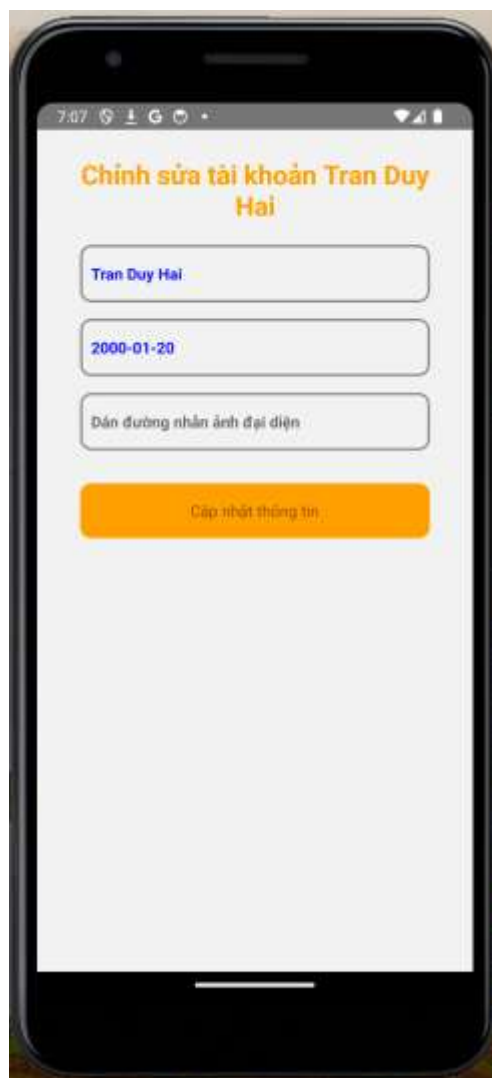 7:07
Chỉnh sửa tài khoản Tran Duy
Hai
Tran Duy Hai
2000-01-20
Dán đường nhân ảnh đại diện
Cập nhật thông tin